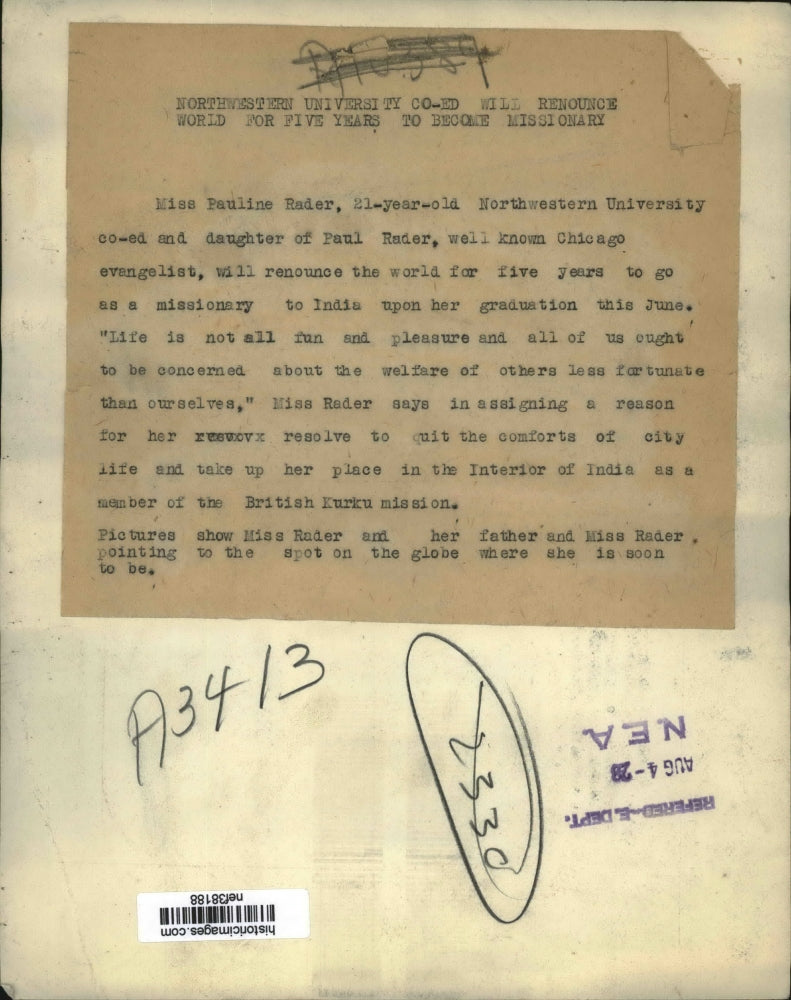 NORTHWESTERN UNIVERSITY CO-ED WILL RENOUNCE
WORLD FOR FIVE YEARS TO BECOME MISSIONARY
Miss Pauline Rader, 21-year-old Northwestern University
co-ed and daughter of Paul Rader, well known Chicago
evangelist, will renounce the world for five years to go
as a missionary to India upon her graduation this June.
"Life is not all fun and pleasure and all of us ought
to be concerned about the welfare of others less fortunate
than ourselves," Miss Rader says in assigning a reason
for her resolve to quit the comforts of city
life and take up her place in the Interior of India as a
member of the British Kurku mission.
Pictures show Miss Rader and her father and Miss Rader
pointing to the spot on the globe where she is soon
to be.
A3413
2330
N.E.A.
AUG 4-28
REFERED-E. DEPT.
historicimages.com
nef38188